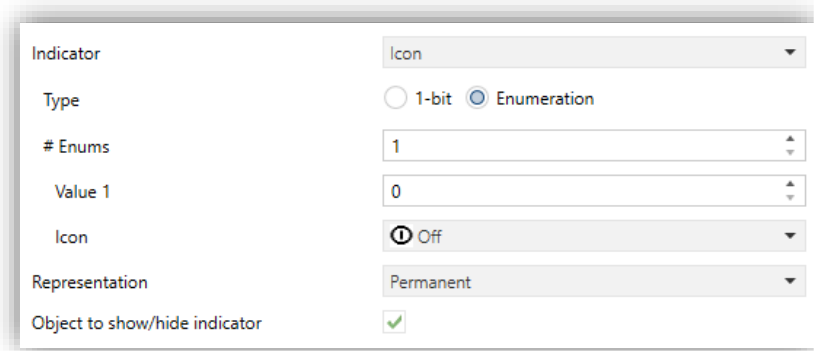 Indicator Icon
Type 1-bit Enumeration
# Enums 1
Value 1 0
Icon Off
Representation Permanent
Object to show/hide indicator